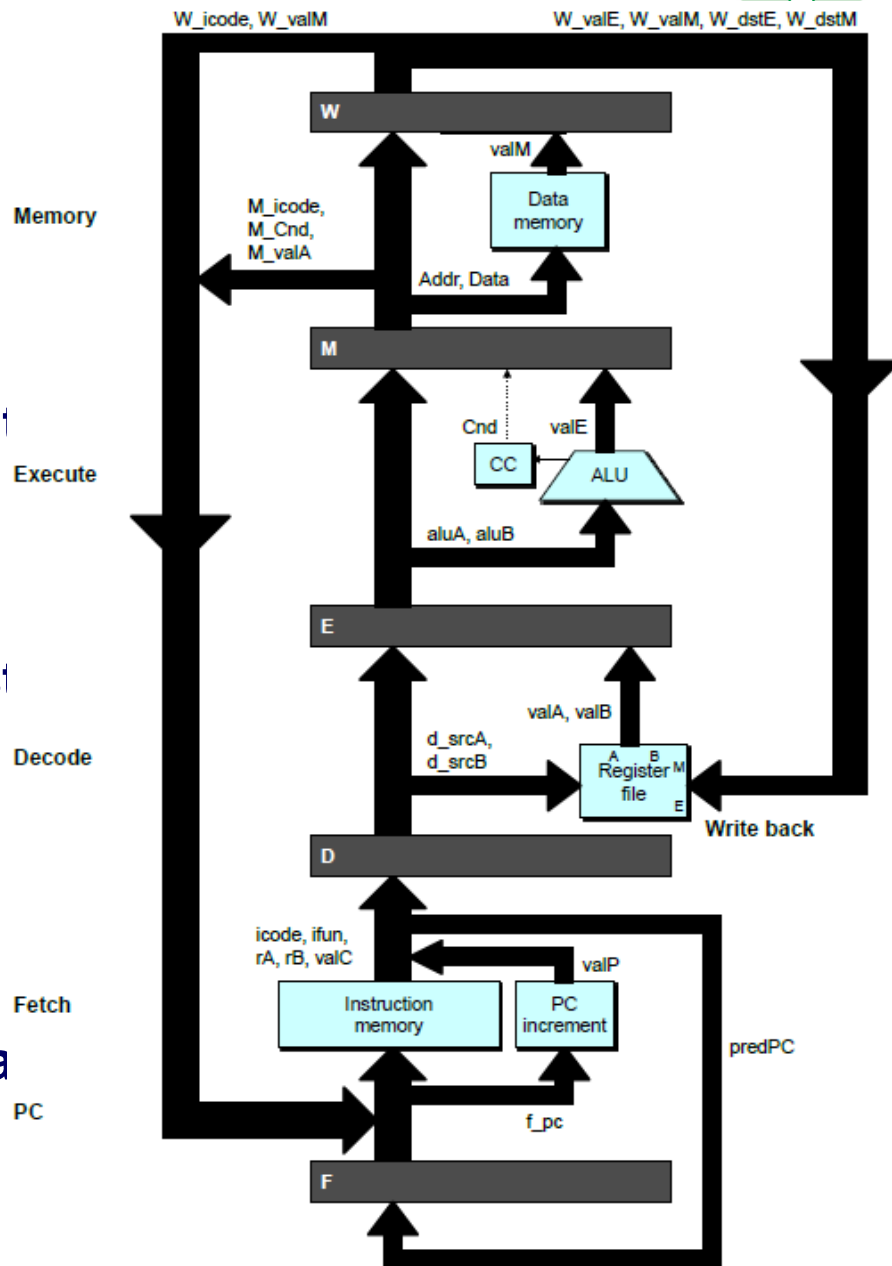 W_icode, W_valM
W_valE, W_valM, W_dstE, W_dstM
W
valM
Data
memory
Memory
M_icode,
M_Cnd,
M_valA
Addr, Data
M
Cnd
valE
CC
ALU
Execute
aluA, aluB
E
valA, valB
d_srcA,
d_srcB
A B
Register M
file
E
Decode
Write back
D
icode, ifun,
rA, rB, valC
valP
Fetch
Instruction
memory
PC
increment
predPC
PC
f_pc
F